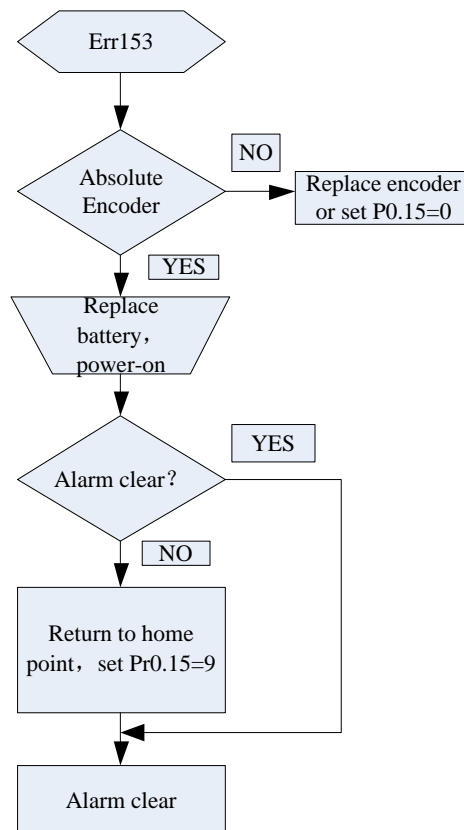 Err153
NO
Absolute
Encoder
Replace encoder
or set P0.15=0
YES
Replace
battery，
power-on
YES
Alarm clear？
NO
Return to home
point，set Pr0.15=9
Alarm clear